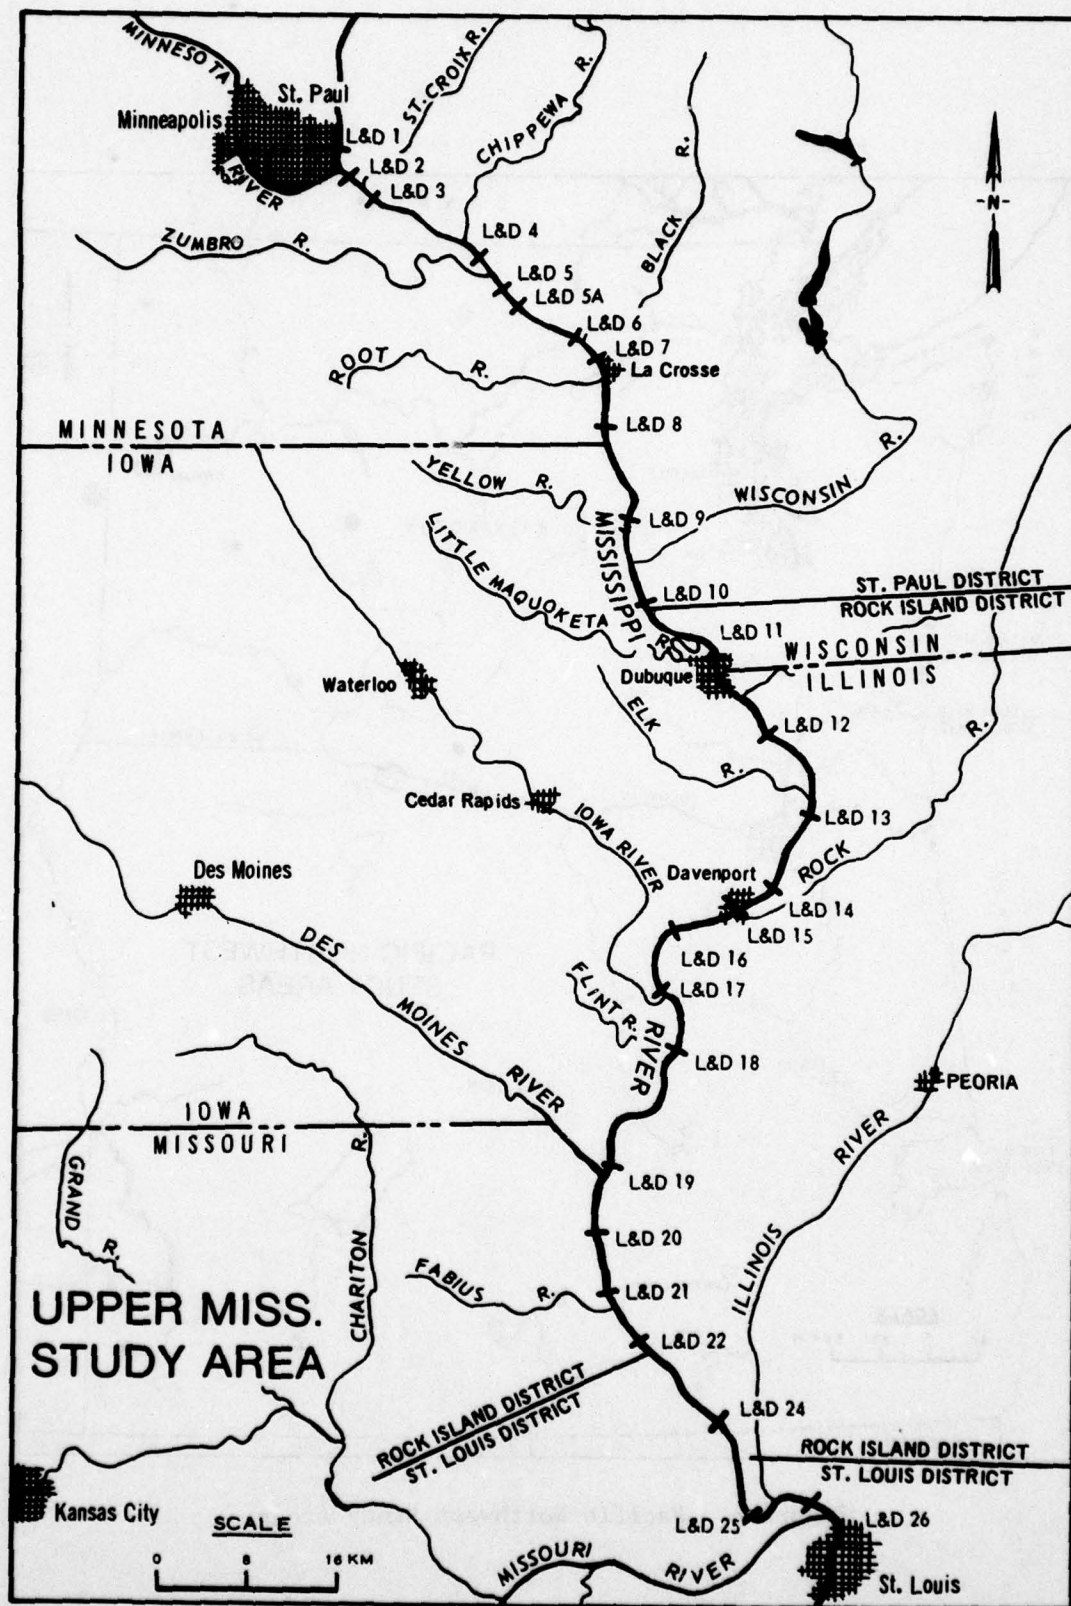 MINNESOTA
RIVER
St. Paul
Minneapolis
ST. CROIX R.
CHIPPEWA R.
BLACK R.
-N-
L&D 1
L&D 2
L&D 3
ZUMBRO R.
L&D 4
L&D 5
L&D 5A
L&D 6
L&D 7
La Crosse
ROOT R.
L&D 8
MINNESOTA
IOWA
YELLOW R.
WISCONSIN R.
L&D 9
MISSISSIPPI
RIVER
LITTLE MAQUOKETA R.
L&D 10
ST. PAUL DISTRICT
ROCK ISLAND DISTRICT
L&D 11
WISCONSIN
ILLINOIS
Dubuque
Waterloo
ELK R.
L&D 12
Cedar Rapids
IOWA RIVER
L&D 13
ROCK R.
Davenport
Des Moines
L&D 14
L&D 15
L&D 16
DES MOINES RIVER
FLINT R.
L&D 17
L&D 18
PEORIA
IOWA
MISSOURI
GRAND R.
CHARITON R.
ILLINOIS RIVER
L&D 19
L&D 20
FABIUS R.
L&D 21
L&D 22
UPPER MISS.
STUDY AREA
ROCK ISLAND DISTRICT
ST. LOUIS DISTRICT
L&D 24
ROCK ISLAND DISTRICT
ST. LOUIS DISTRICT
L&D 25
L&D 26
Kansas City
SCALE
0 8 16 KM
MISSOURI RIVER
St. Louis